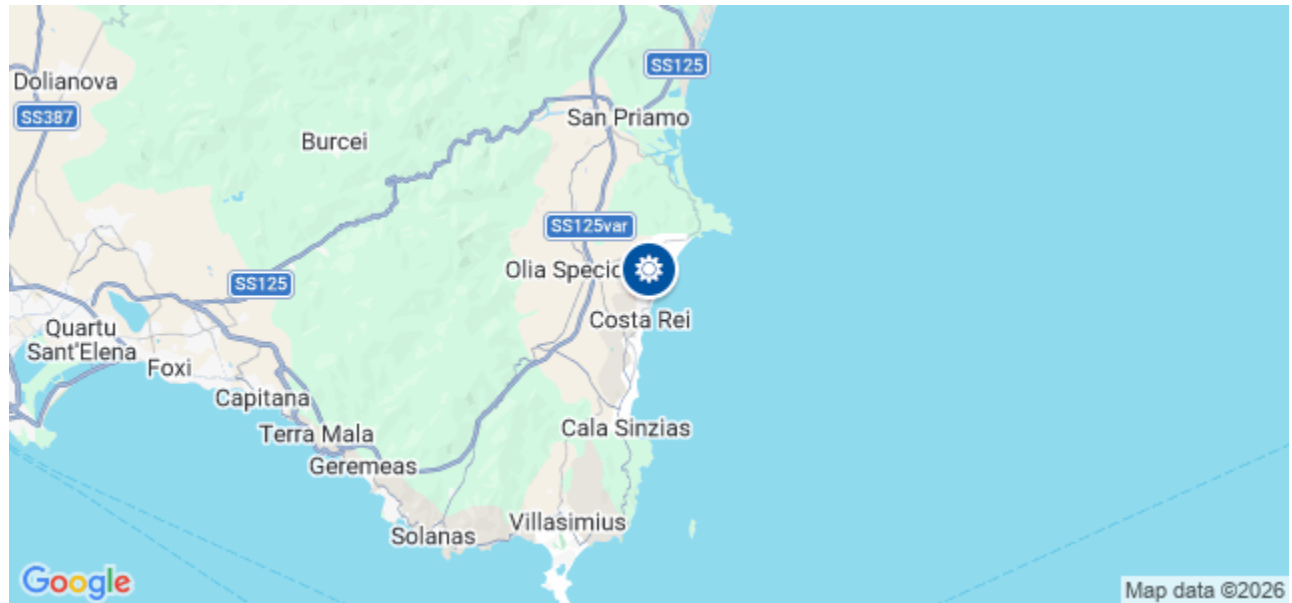 SS125
Dolianova
SS387
San Priamo
Burcei
SS125var
Olia Specio
SS125
Costa Rei
Quartu
Sant'Elena
Foxi
Capitana
Cala Sinzias
Terra Mala
Geremeas
Villasimius
Solanas
Google
Map data ©2026